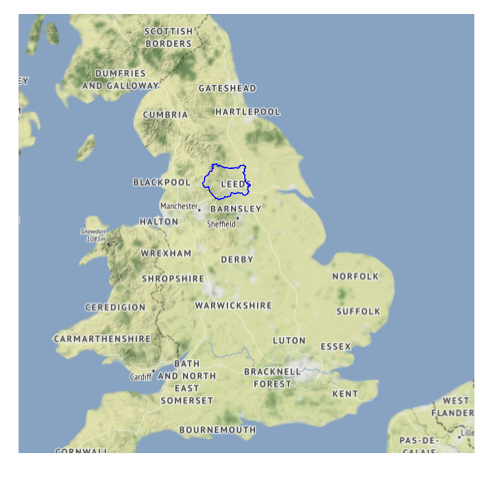 SCOTTISH
BORDERS
DUMFRIES
AND GALLOWAY
EY
GATESHEAD
CUMBRIA
HARTLEPOOL
BLACKPOOL
LEEDS
Manchester
BARNSLEY
HALTON
Sheffield
Snowdon
1085m
WREXHAM
DERBY
SHROPSHIRE
NORFOLK
CEREDIGION
WARWICKSHIRE
SUFFOLK
CARMARTHENSHIRE
LUTON
ESSEX
Cardiff
BATH
AND NORTH
EAST
SOMERSET
BRACKNELL
FOREST
KENT
BOURNEMOUTH
WEST
FLANDER
Lille
PAS-DE-
CALAIS
CORNWALL